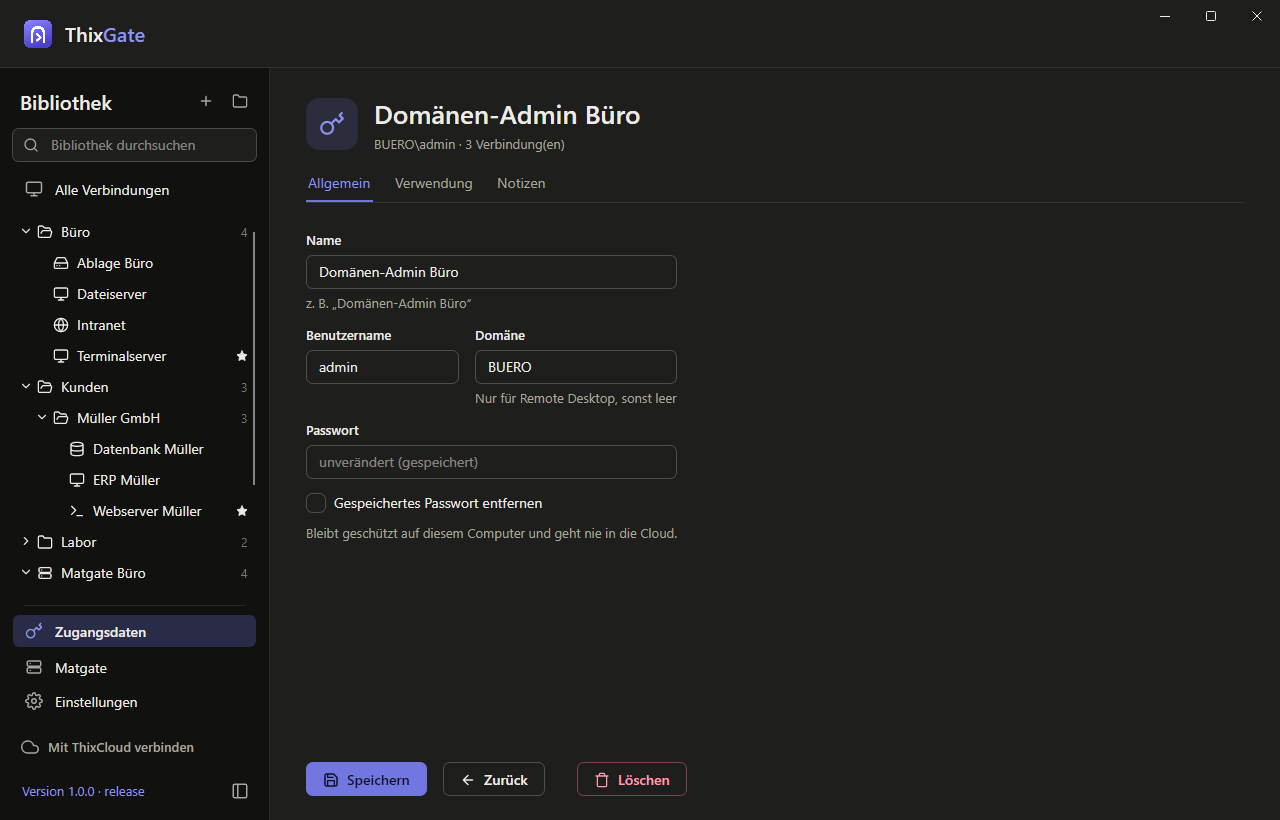 ThixGate
Bibliothek
Bibliothek durchsuchen
Alle Verbindungen
Büro 4
Ablage Büro
Dateiserver
Intranet
Terminalserver
Kunden 3
Müller GmbH 3
Datenbank Müller
ERP Müller
Webserver Müller
Labor 2
Matgate Büro 4
Zugangsdaten
Matgate
Einstellungen
Mit ThixCloud verbinden
Version 1.0.0 · release
Domänen-Admin Büro
BUERO\admin · 3 Verbindung(en)
Allgemein Verwendung Notizen
Name
Domänen-Admin Büro
z. B. „Domänen-Admin Büro“
Benutzername Domäne
admin BUERO
Nur für Remote Desktop, sonst leer
Passwort
unverändert (gespeichert)
Gespeichertes Passwort entfernen
Bleibt geschützt auf diesem Computer und geht nie in die Cloud.
Speichern Zurück Löschen